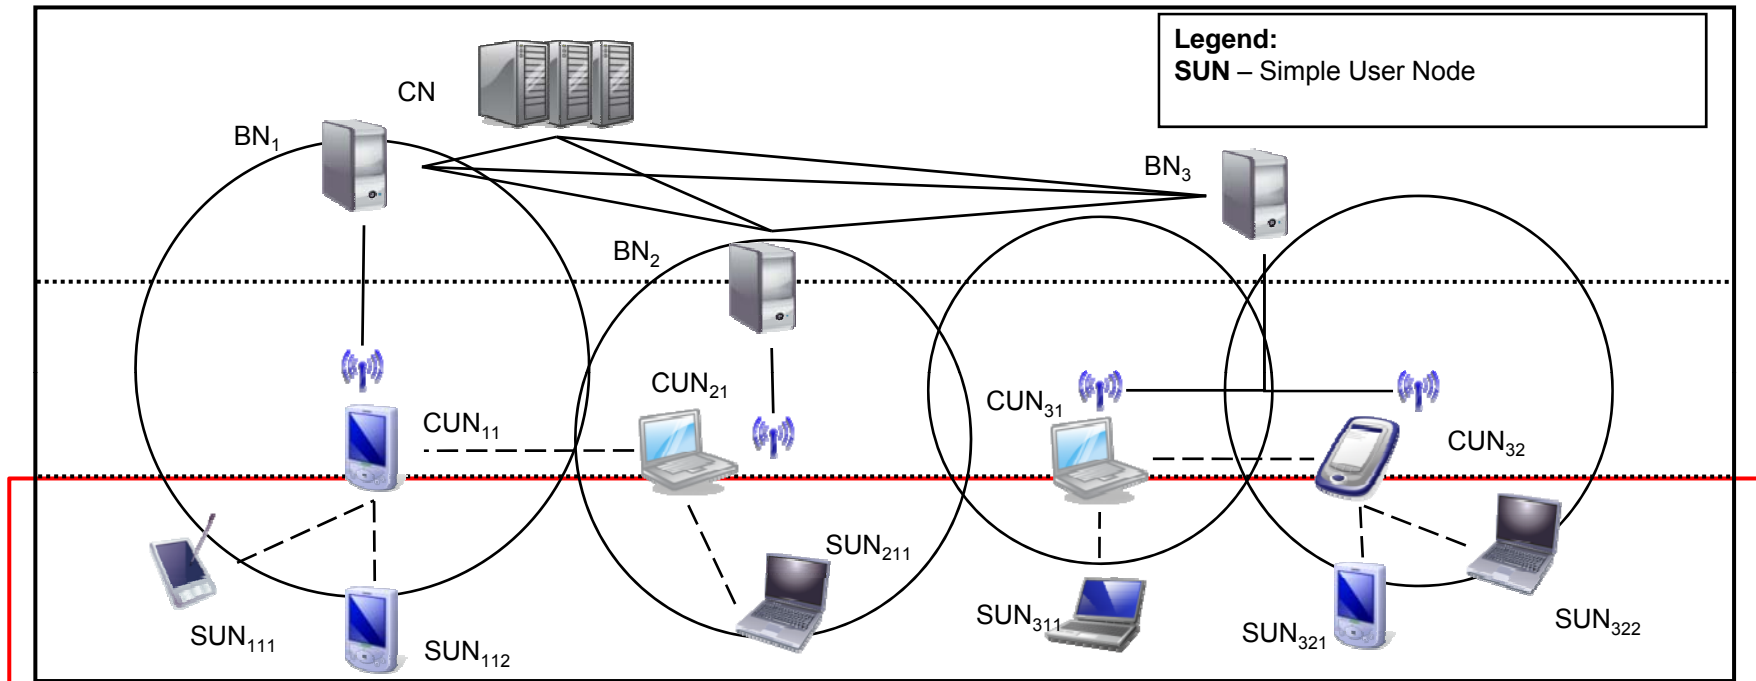 Legend:
SUN – Simple User Node
CN
BN1
BN3
BN2
CUN21
CUN31
CUN11
CUN32
SUN211
SUN111
SUN112
SUN311
SUN321
SUN322